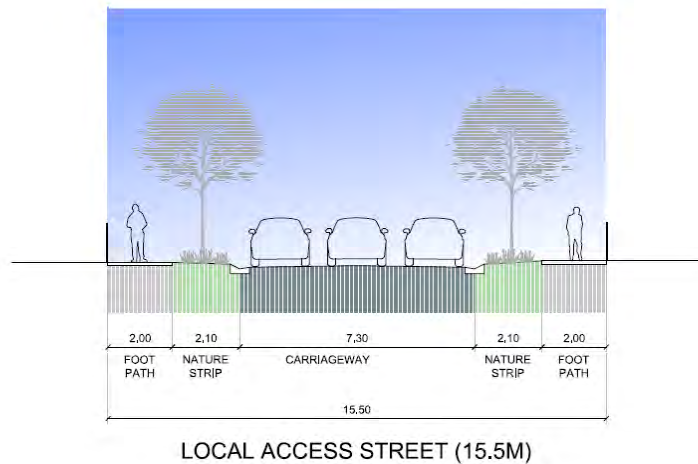 2,00 2,10 7,30 2,10 2,00
FOOT PATH NATURE STRIP CARRIAGEWAY NATURE STRIP FOOT PATH
15.50
LOCAL ACCESS STREET (15.5M)